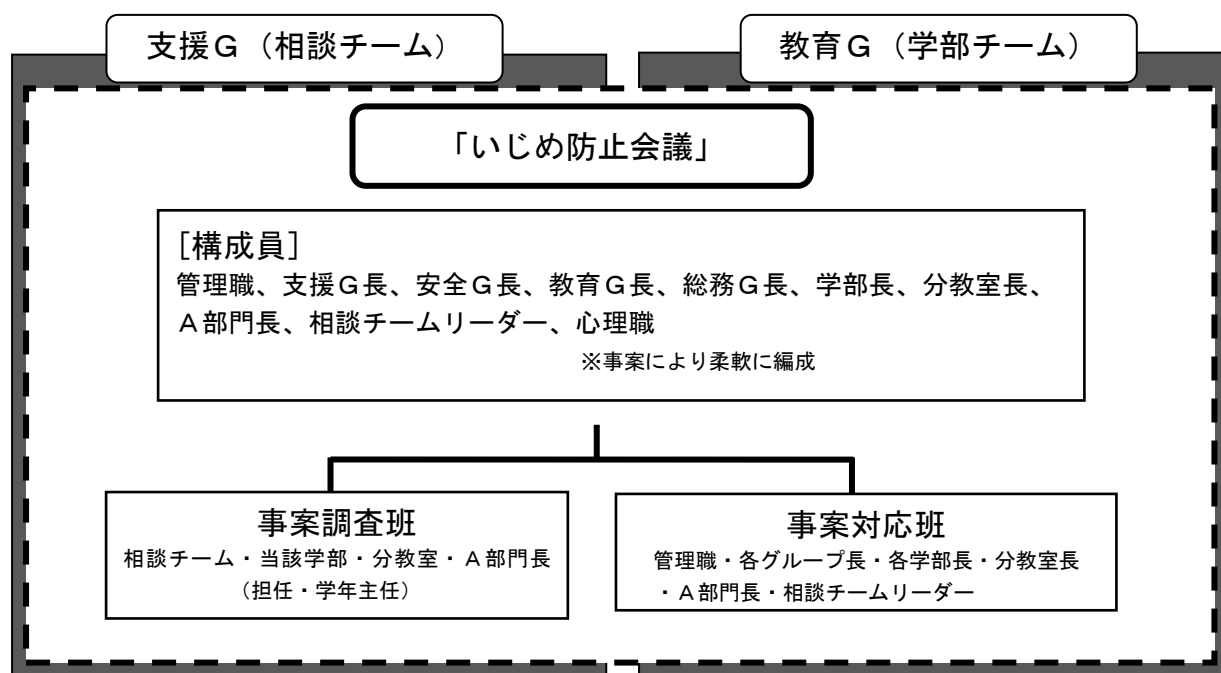 支援Ｇ（相談チーム）
教育Ｇ（学部チーム）
「いじめ防止会議」
［構成員］
管理職、支援Ｇ長、安全Ｇ長、教育Ｇ長、総務Ｇ長、学部長、分教室長、
Ａ部門長、相談チームリーダー、心理職
※事案により柔軟に編成
事案調査班
相談チーム・当該学部・分教室・Ａ部門長
（担任・学年主任）
事案対応班
管理職・各グループ長・各学部長・分教室長
・Ａ部門長・相談チームリーダー